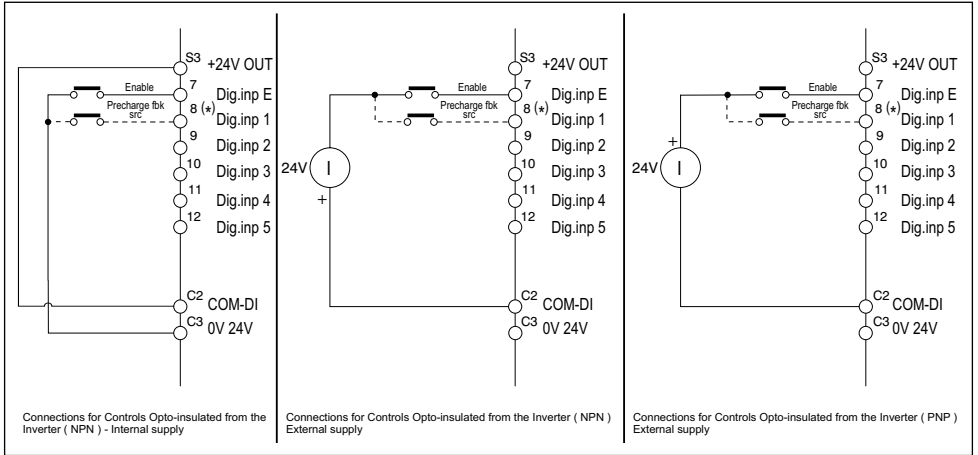 S3 +24V OUT
Enable 7 Dig.inp E
Precharge fbk
src 8 (*) Dig.inp 1
9 Dig.inp 2
10 Dig.inp 3
11 Dig.inp 4
12 Dig.inp 5
C2 COM-DI
C3 0V 24V
Connections for Controls Opto-insulated from the
Inverter ( NPN ) - Internal supply
S3 +24V OUT
Enable 7 Dig.inp E
Precharge fbk
src 8 (*) Dig.inp 1
9 Dig.inp 2
24V I 10 Dig.inp 3
+ 11 Dig.inp 4
12 Dig.inp 5
C2 COM-DI
C3 0V 24V
Connections for Controls Opto-insulated from the Inverter ( NPN )
External supply
S3 +24V OUT
Enable 7 Dig.inp E
Precharge fbk
src 8 (*) Dig.inp 1
+ 9 Dig.inp 2
24V I 10 Dig.inp 3
11 Dig.inp 4
12 Dig.inp 5
C2 COM-DI
C3 0V 24V
Connections for Controls Opto-insulated from the Inverter ( PNP )
External supply